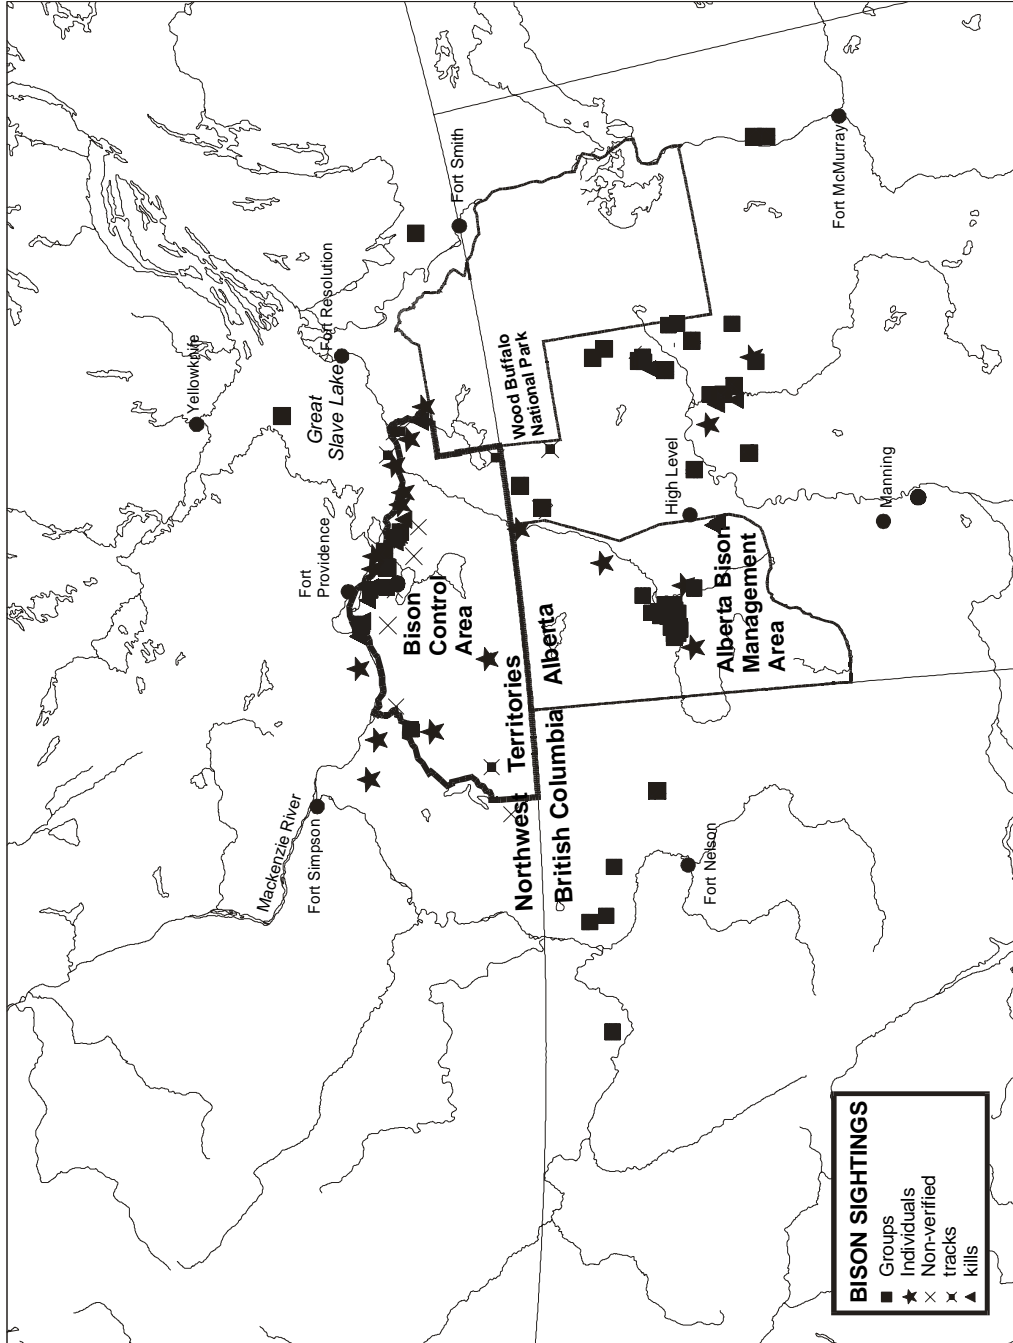 Yellowknife
Great
Slave Lake
Fort Resolution
Fort Smith
Fort
Providence
Mackenzie River
Fort Simpson
Bison
Control
Area
Wood Buffalo
National Park
Northwest Territories
British Columbia
Alberta
High Level
Alberta Bison
Management
Area
Fort McMurray
Manning
Fort Nelson
BISON SIGHTINGS
Groups
Individuals
Non-verified
tracks
kills